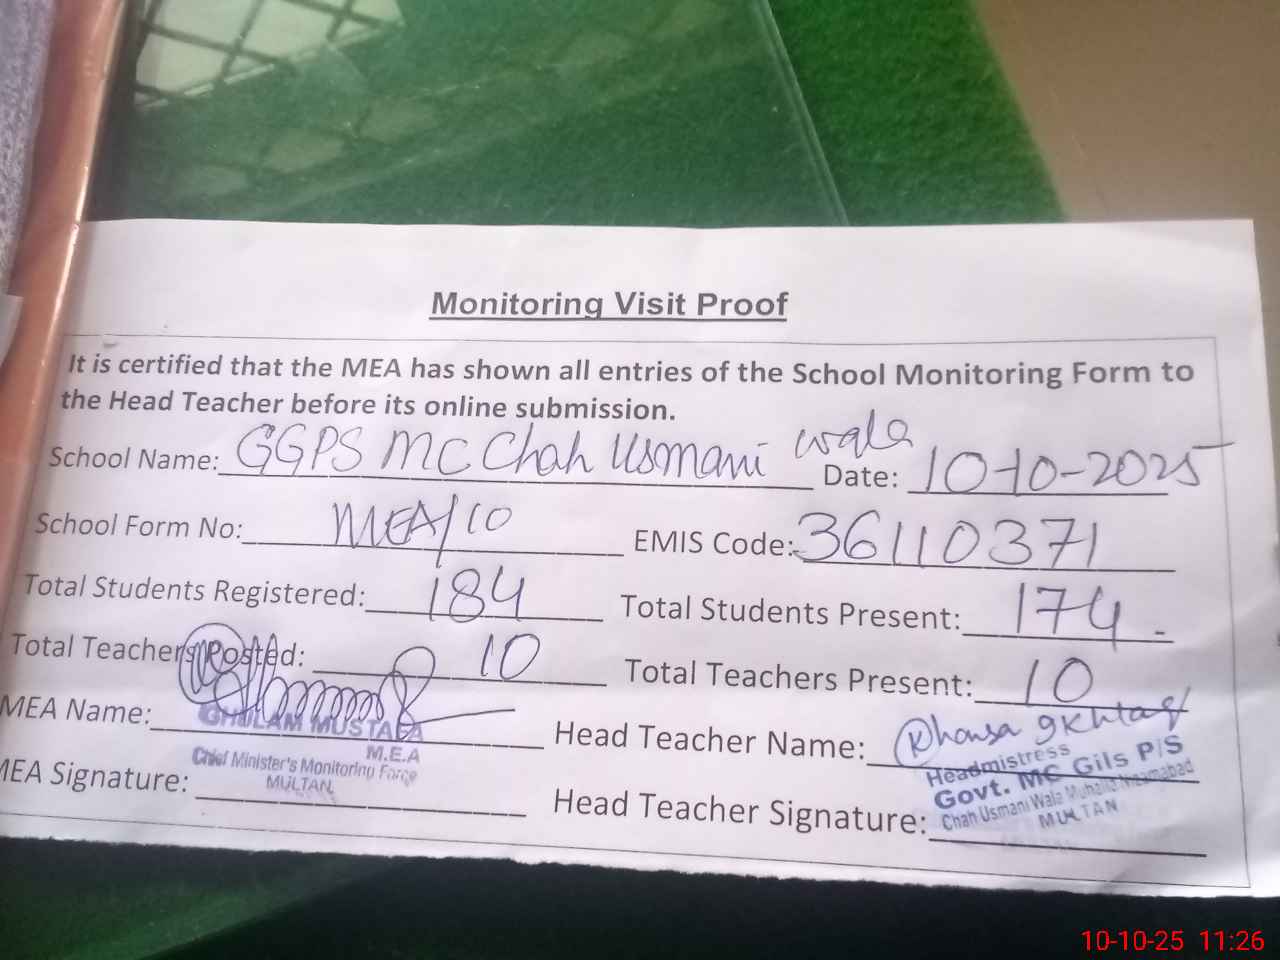 Monitoring Visit Proof
It is certified that the MEA has shown all entries of the School Monitoring Form to
the Head Teacher before its online submission.
School Name: GGPS MC Chah Usmani wala Date: 10-10-2025
School Form No: MEA/10 EMIS Code: 36110371
Total Students Registered: 184 Total Students Present: 174
Total Teachers Posted: 10 Total Teachers Present: 10
MEA Name: GHULAM MUSTAFA Head Teacher Name: Khansa
M.E.A
Chief Minister's Monitoring Force
MULTAN
MEA Signature: Head Teacher Signature:
Headmistress
Govt. MC Gils P/S
Chah Usmani Wala Muhalla Nizamabad
MULTAN
10-10-25 11:26